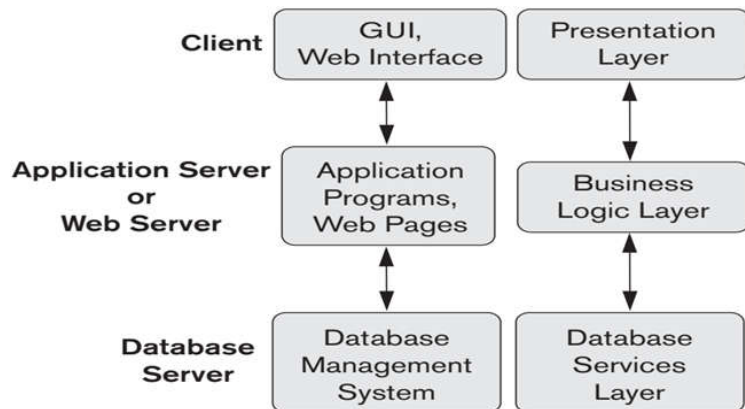 Client
GUI,
Web Interface
Presentation
Layer
Application Server
or
Web Server
Application
Programs,
Web Pages
Business
Logic Layer
Database
Server
Database
Management
System
Database
Services
Layer